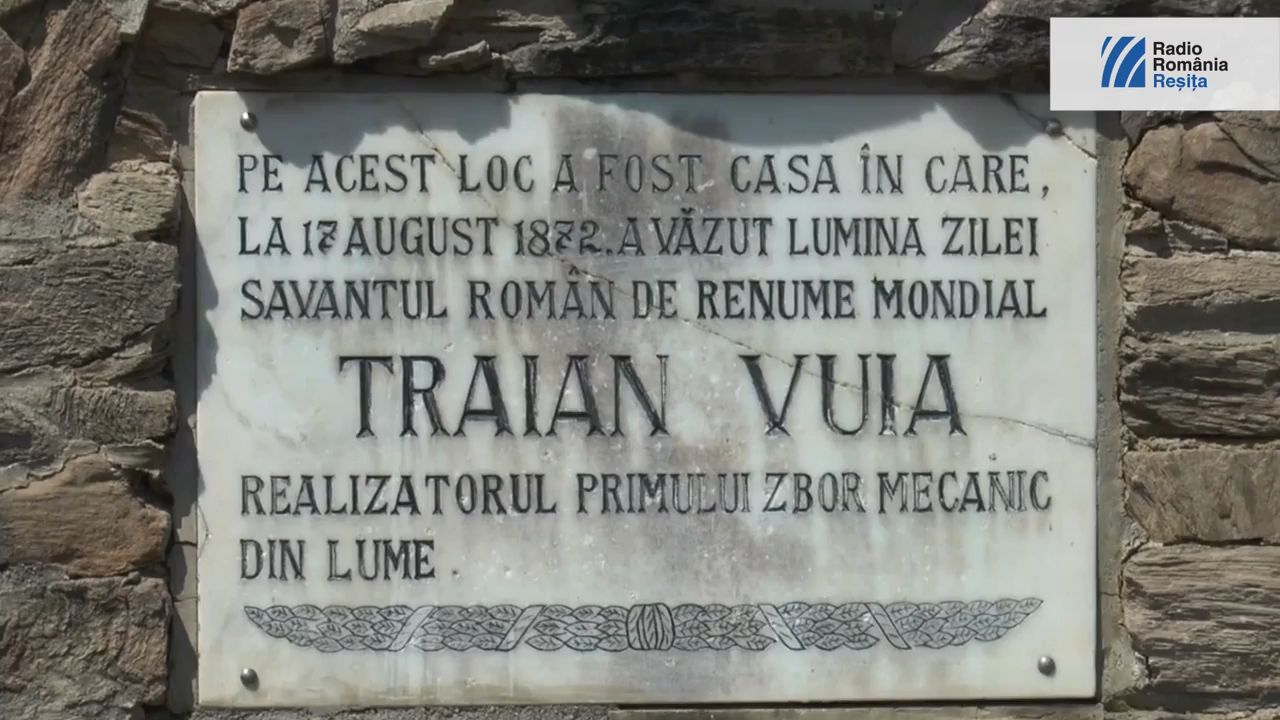 Radio
România
Reșița
PE ACEST LOC A FOST CASA ÎN CARE,
LA 17 AUGUST 1872. A VĂZUT LUMINA ZILEI
SAVANTUL ROMÂN DE RENUME MONDIAL
TRAIAN VUIA
REALIZATORUL PRIMULUI ZBOR MECANIC
DIN LUME.